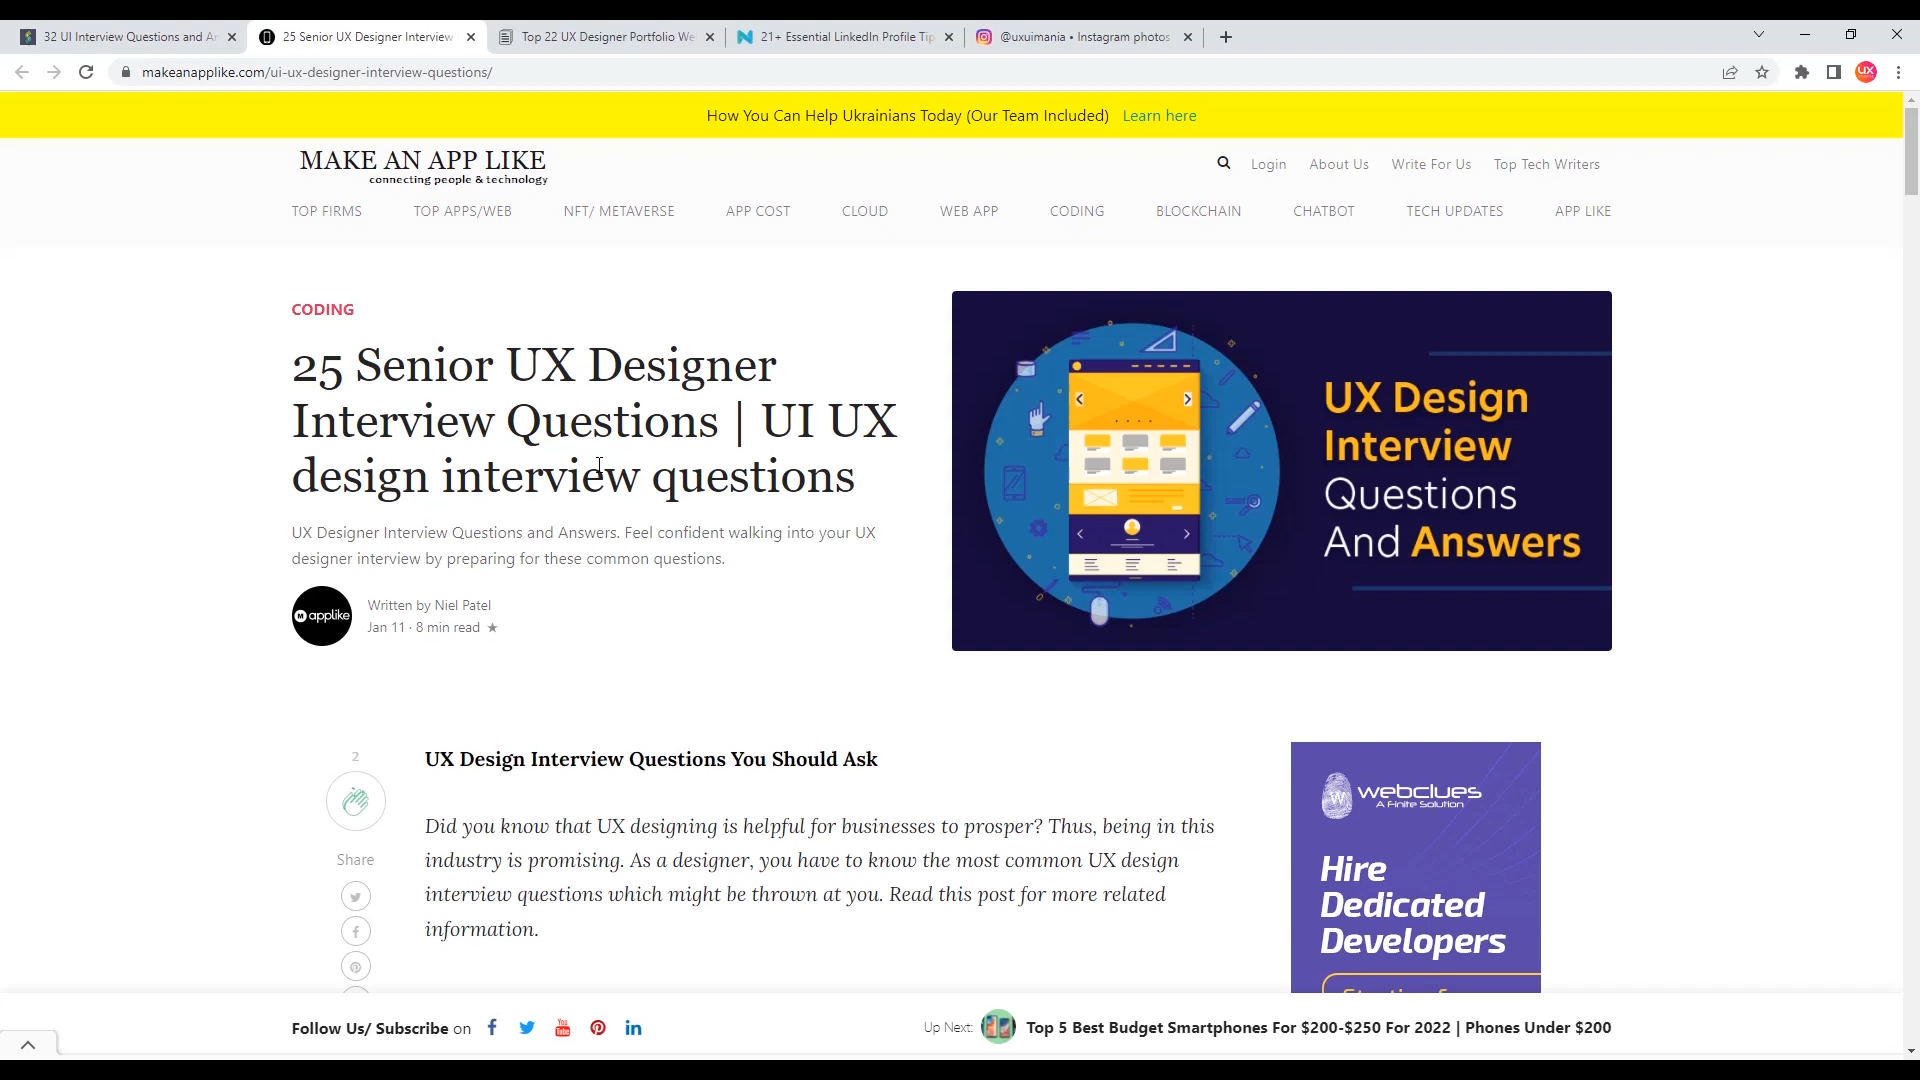 32 UI Interview Questions and An
25 Senior UX Designer Interview
Top 22 UX Designer Portfolio We
21+ Essential LinkedIn Profile Tip
@uxuimania • Instagram photos
makeanapplike.com/ui-ux-designer-interview-questions/
UX
How You Can Help Ukrainians Today (Our Team Included) Learn here
MAKE AN APP LIKE
connecting people & technology
Login About Us Write For Us Top Tech Writers
TOP FIRMS TOP APPS/WEB NFT/ METAVERSE APP COST CLOUD WEB APP CODING BLOCKCHAIN CHATBOT TECH UPDATES APP LIKE
CODING
25 Senior UX Designer
Interview Questions | UI UX
design interview questions
UX Designer Interview Questions and Answers. Feel confident walking into your UX
designer interview by preparing for these common questions.
applike
Written by Niel Patel
Jan 11 · 8 min read ★
UX Design
Interview
Questions
And Answers
2
Share
UX Design Interview Questions You Should Ask
Did you know that UX designing is helpful for businesses to prosper? Thus, being in this
industry is promising. As a designer, you have to know the most common UX design
interview questions which might be thrown at you. Read this post for more related
information.
webclues
A Finite Solution
Hire
Dedicated
Developers
Follow Us/ Subscribe on
Up Next: Top 5 Best Budget Smartphones For $200-$250 For 2022 | Phones Under $200